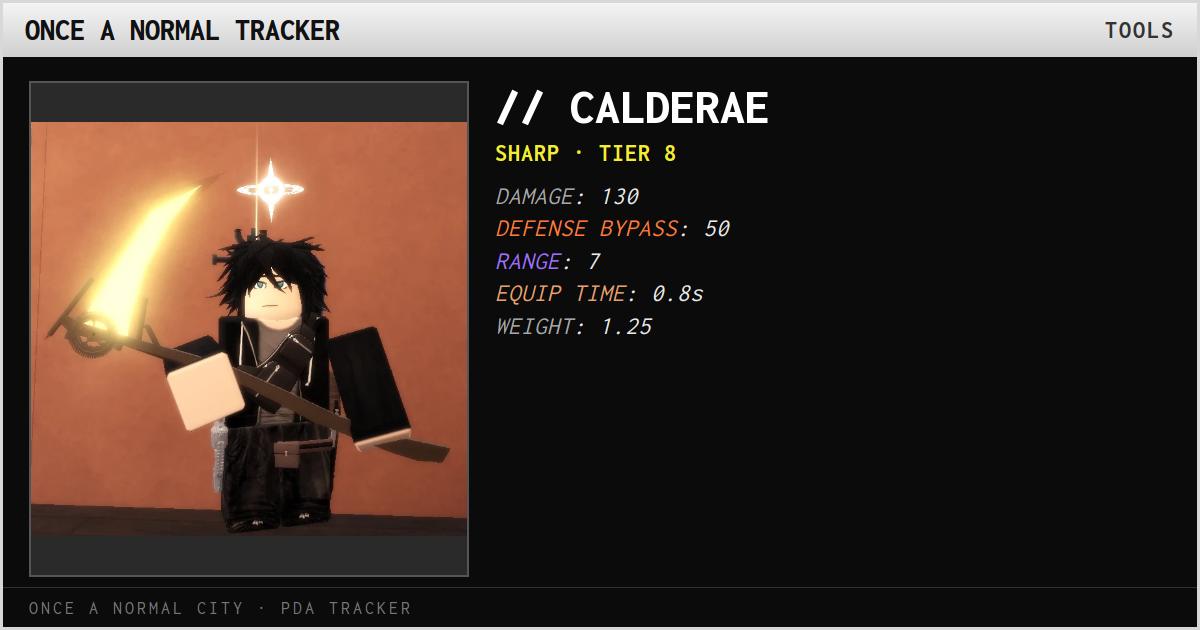 ONCE A NORMAL TRACKER
TOOLS
// CALDERAE
SHARP · TIER 8
DAMAGE: 130
DEFENSE BYPASS: 50
RANGE: 7
EQUIP TIME: 0.8s
WEIGHT: 1.25
ONCE A NORMAL CITY · PDA TRACKER